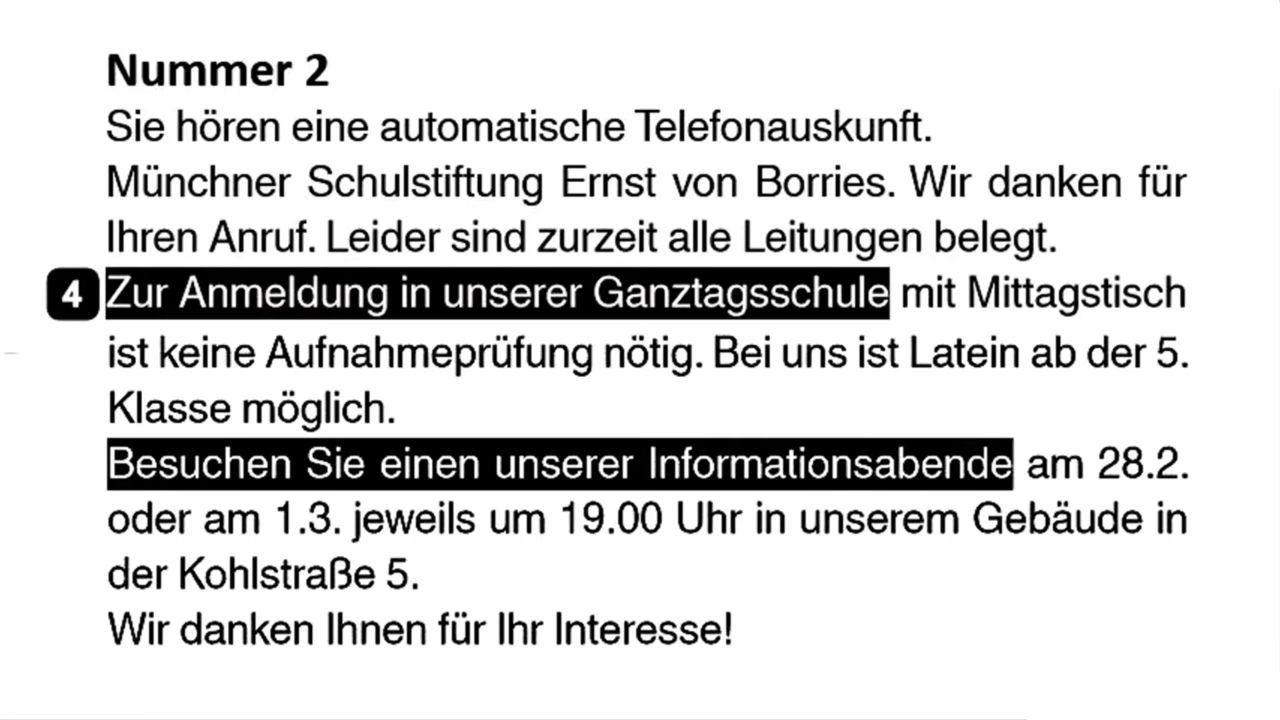 Nummer 2
Sie hören eine automatische Telefonauskunft.
Münchner Schulstiftung Ernst von Borries. Wir danken für
Ihren Anruf. Leider sind zurzeit alle Leitungen belegt.
4 Zur Anmeldung in unserer Ganztagsschule mit Mittagstisch
ist keine Aufnahmeprüfung nötig. Bei uns ist Latein ab der 5.
Klasse möglich.
Besuchen Sie einen unserer Informationsabende am 28.2.
oder am 1.3. jeweils um 19.00 Uhr in unserem Gebäude in
der Kohlstraße 5.
Wir danken Ihnen für Ihr Interesse!